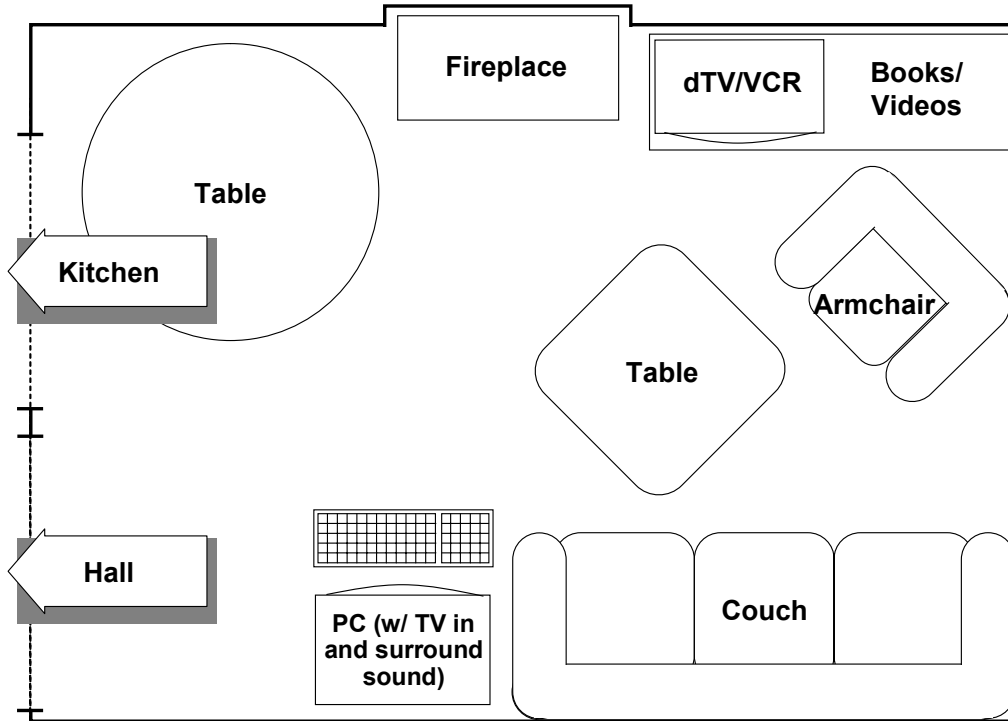 Fireplace
dTV/VCR
Books/
Videos
Table
Kitchen
Armchair
Table
Hall
PC (w/ TV in
and surround
sound)
Couch